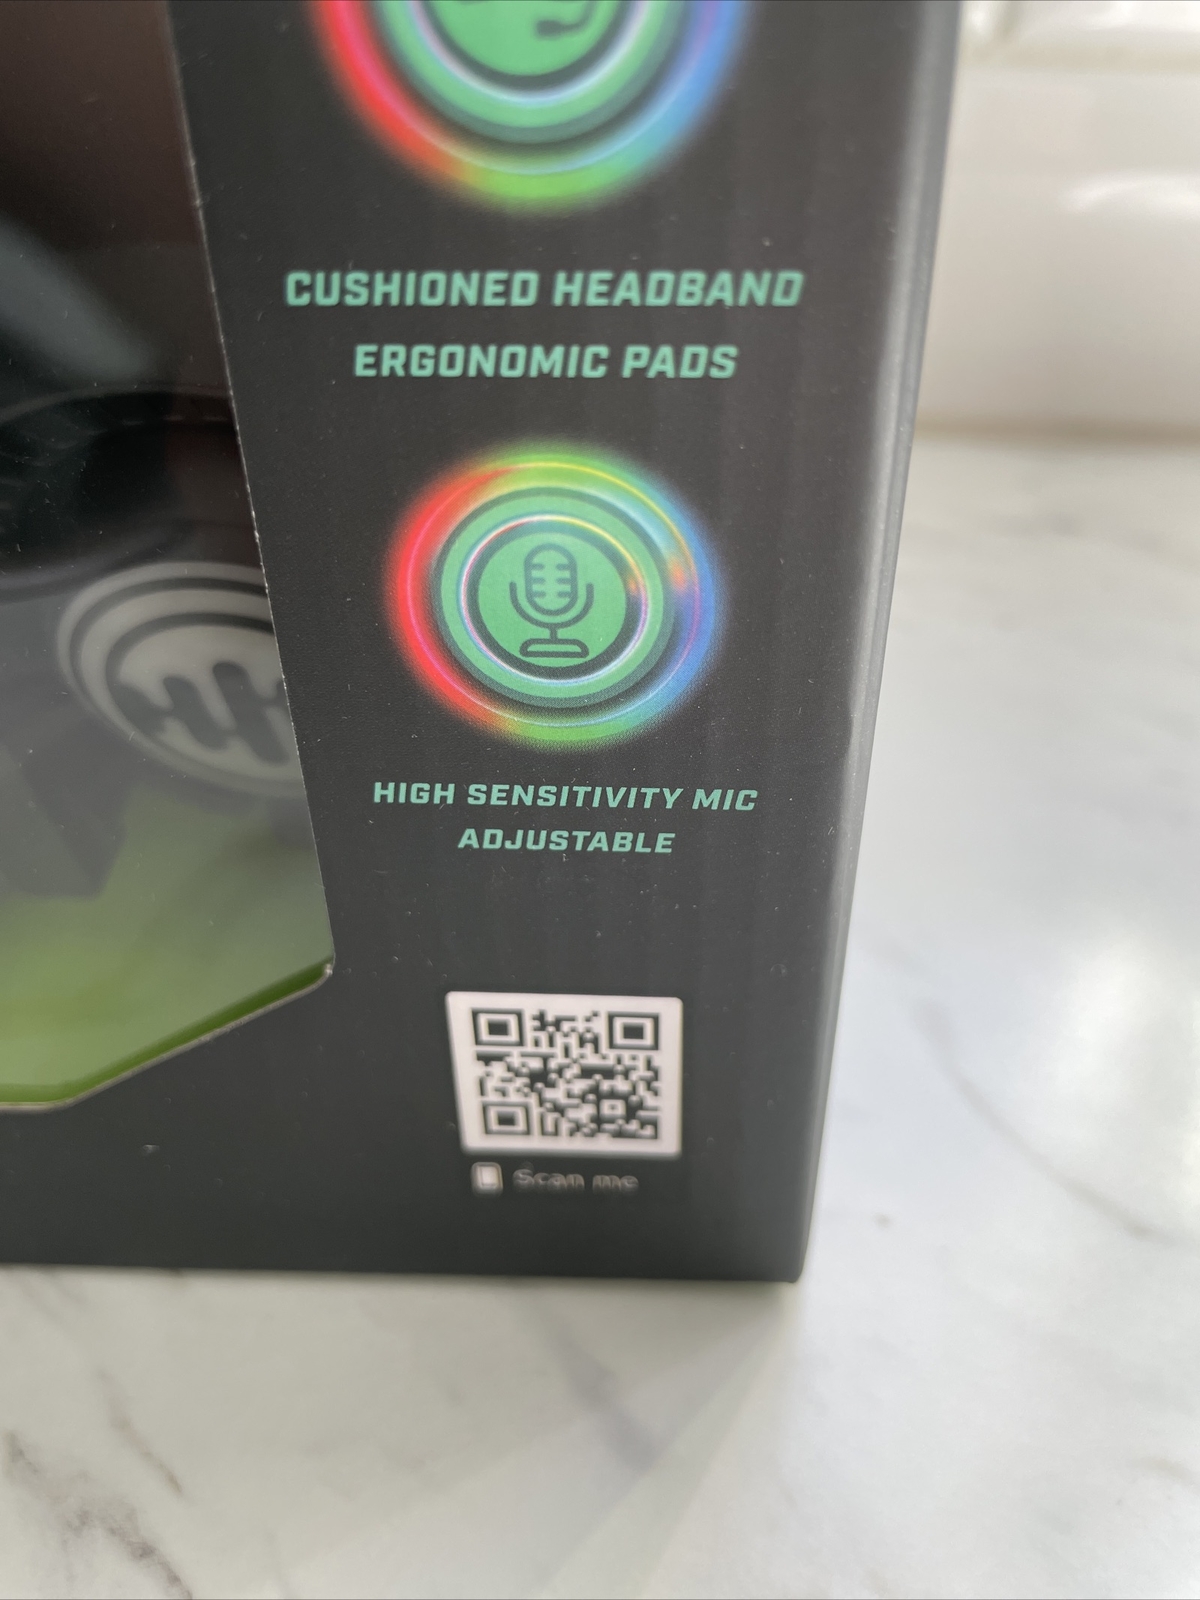 CUSHIONED HEADBAND
ERGONOMIC PADS
HIGH SENSITIVITY MIC
ADJUSTABLE
Scan me